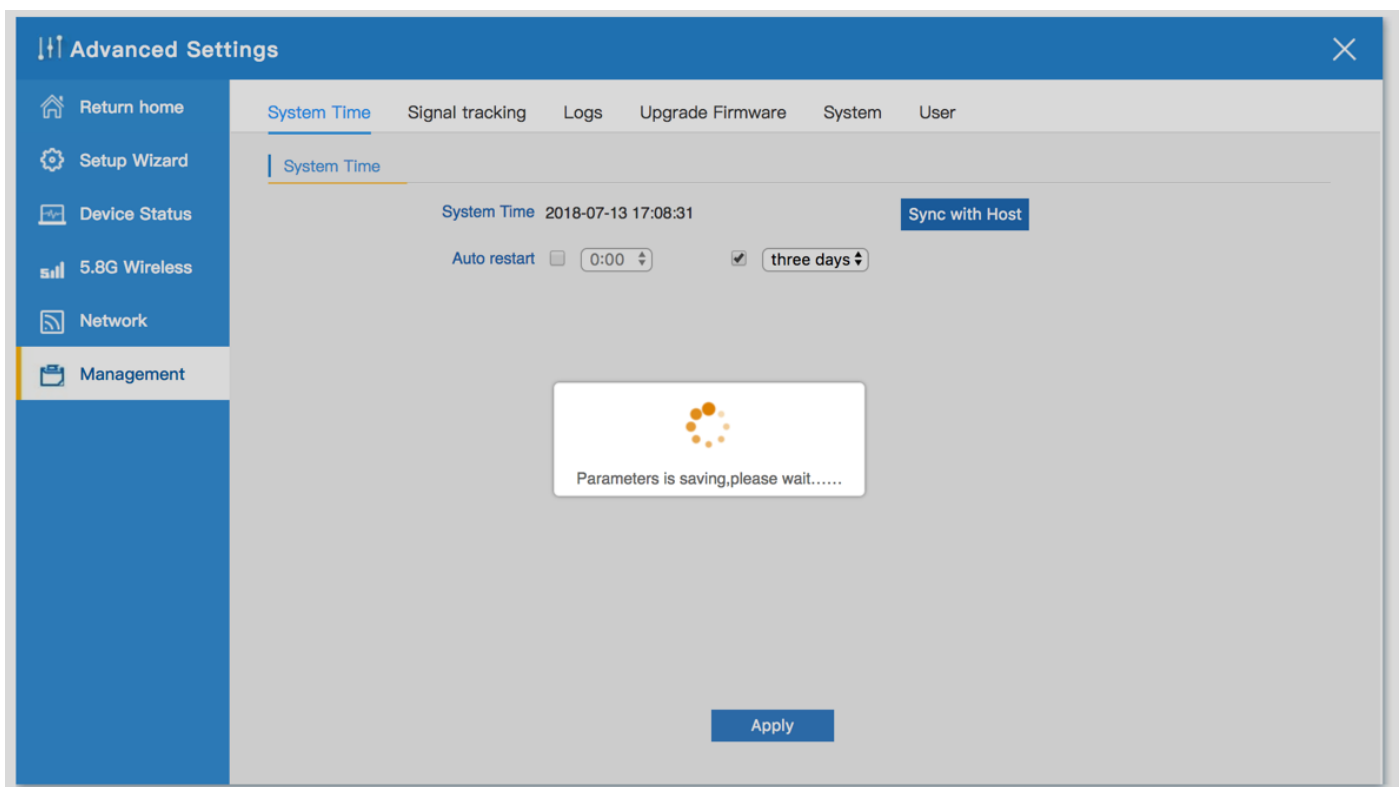 Advanced Settings
Return home
Setup Wizard
Device Status
5.8G Wireless
Network
Management
System Time Signal tracking Logs Upgrade Firmware System User
System Time
System Time 2018-07-13 17:08:31 Sync with Host
Auto restart 0:00 three days
Parameters is saving,please wait......
Apply